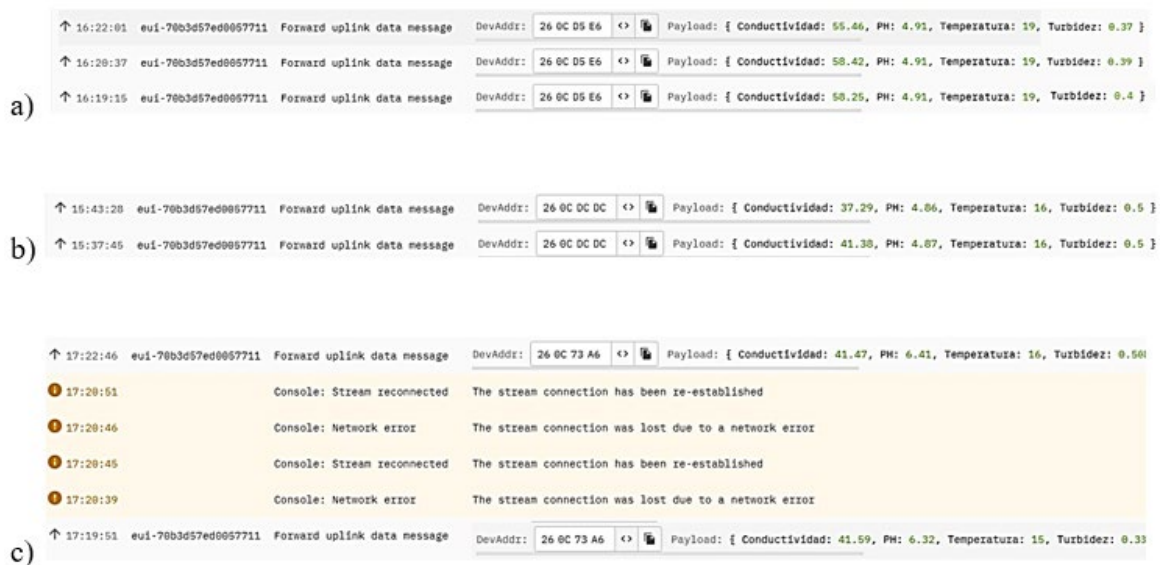 ↑ 16:22:01 eui-70b3d57ed0057711 Forward uplink data message DevAddr: 26 0C D5 E6 <> Payload: { Conductividad: 55.46, PH: 4.91, Temperatura: 19, Turbidez: 0.37 }
↑ 16:20:37 eui-70b3d57ed0057711 Forward uplink data message DevAddr: 26 0C D5 E6 <> Payload: { Conductividad: 58.42, PH: 4.91, Temperatura: 19, Turbidez: 0.39 }
a) ↑ 16:19:15 eui-70b3d57ed0057711 Forward uplink data message DevAddr: 26 0C D5 E6 <> Payload: { Conductividad: 58.25, PH: 4.91, Temperatura: 19, Turbidez: 0.4 }
↑ 15:43:28 eui-70b3d57ed0057711 Forward uplink data message DevAddr: 26 0C DC DC <> Payload: { Conductividad: 37.29, PH: 4.86, Temperatura: 16, Turbidez: 0.5 }
b) ↑ 15:37:45 eui-70b3d57ed0057711 Forward uplink data message DevAddr: 26 0C DC DC <> Payload: { Conductividad: 41.38, PH: 4.87, Temperatura: 16, Turbidez: 0.5 }
↑ 17:22:46 eui-70b3d57ed0057711 Forward uplink data message DevAddr: 26 0C 73 A6 <> Payload: { Conductividad: 41.47, PH: 6.41, Temperatura: 16, Turbidez:
17:20:51 Console: Stream reconnected The stream connection has been re-established
17:20:46 Console: Network error The stream connection was lost due to a network error
17:20:45 Console: Stream reconnected The stream connection has been re-established
17:20:39 Console: Network error The stream connection was lost due to a network error
c) ↑ 17:19:51 eui-70b3d57ed0057711 Forward uplink data message DevAddr: 26 0C 73 A6 <> Payload: { Conductividad: 41.59, PH: 6.32, Temperatura: 15, Turbidez: